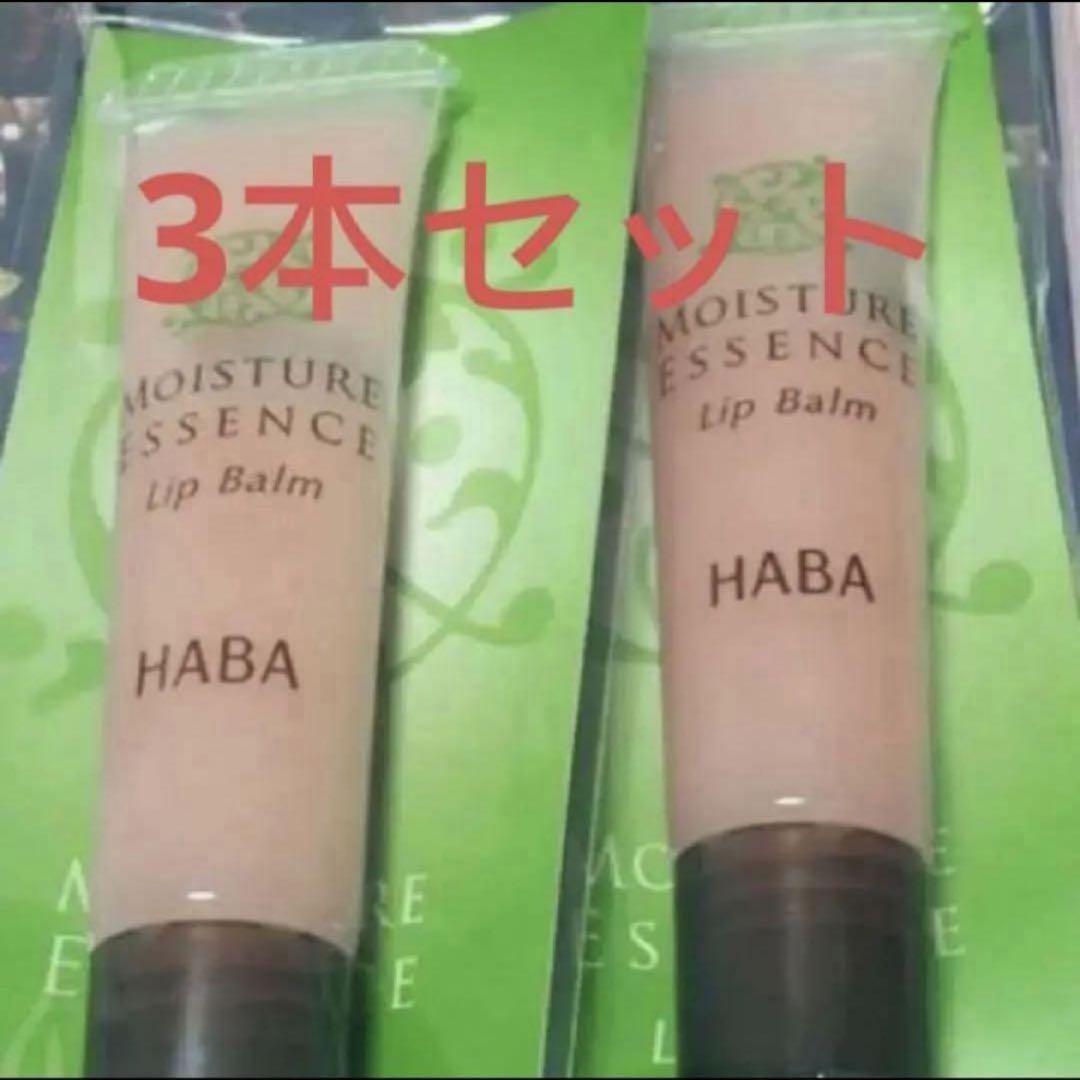 3本セット
MOISTURE
ESSENCE
Lip Balm
HABA
MOISTURE
ESSENCE
Lip Balm
HABA